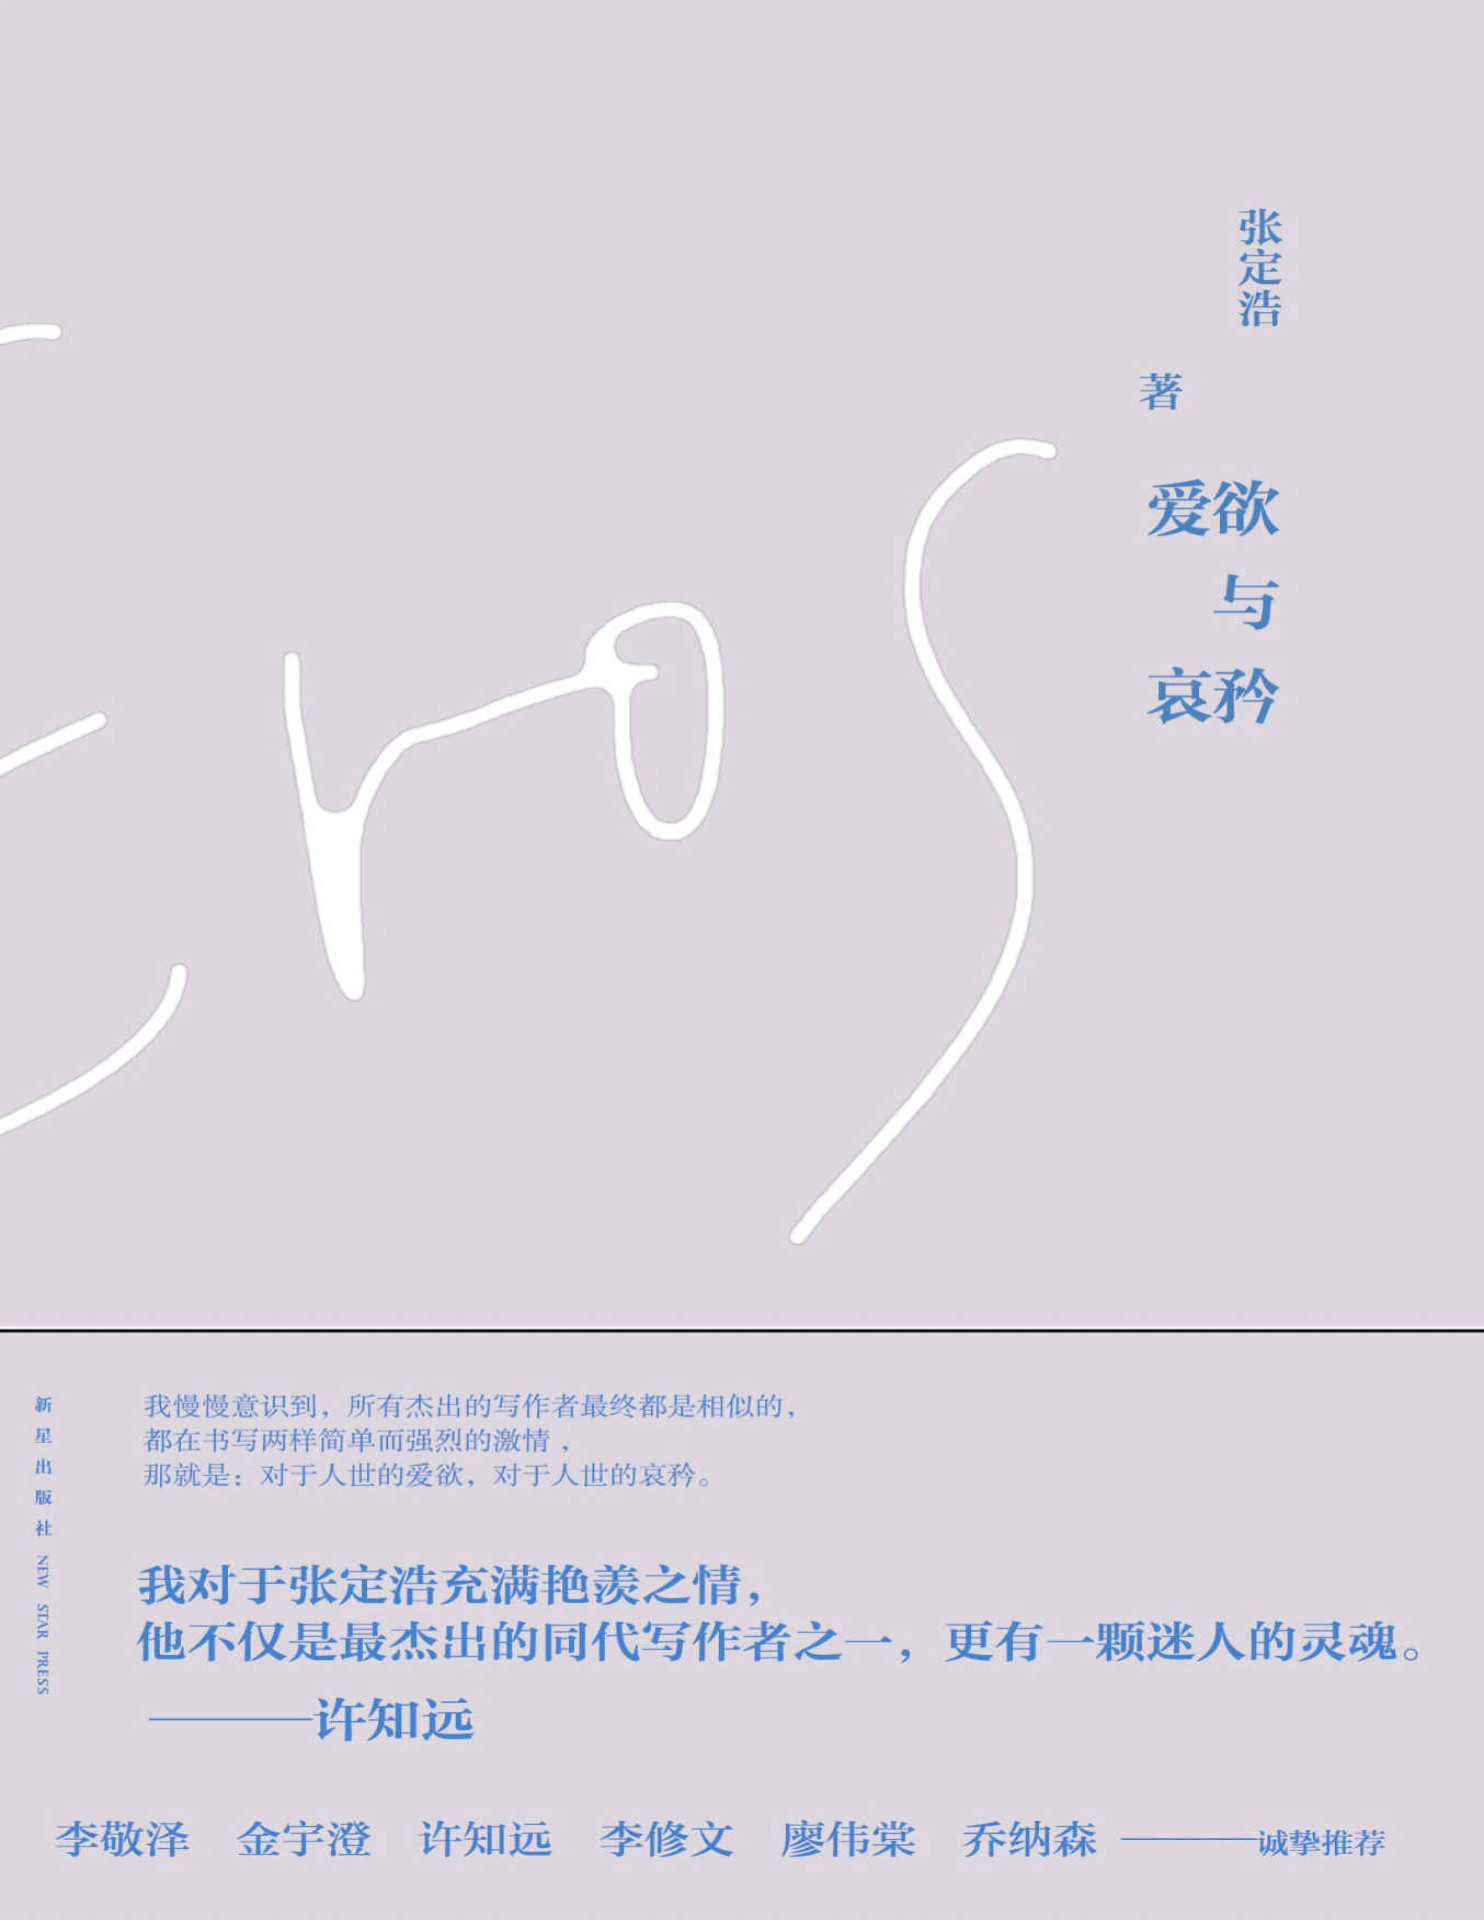 张定浩
著
爱欲
与
哀矜
eros
我慢慢意识到，所有杰出的写作者最终都是相似的，
都在书写两样简单而强烈的激情，
那就是：对于人世的爱欲，对于人世的哀矜。
我对于张定浩充满艳羡之情，
他不仅是最杰出的同代写作者之一，更有一颗迷人的灵魂。
———许知远
李敬泽 金宇澄 许知远 李修文 廖伟棠 乔纳森 ———诚挚推荐
新星出版社 NEW STAR PRESS